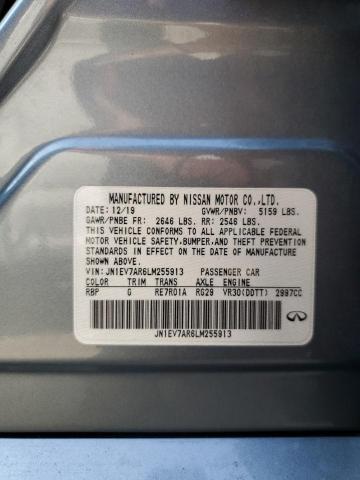 MANUFACTURED BY NISSAN MOTOR CO.,LTD.
DATE: 12/19 GVWR/PNBV: 5159 LBS.
GAWR/PNBE FR: 2646 LBS. RR: 2546 LBS.
THIS VEHICLE CONFORMS TO ALL APPLICABLE FEDERAL
MOTOR VEHICLE SAFETY,BUMPER,AND THEFT PREVENTION
STANDARDS IN EFFECT ON THE DATE OF MANUFACTURE
SHOWN ABOVE.
VIN: JN1EV7AR6LM255913 PASSENGER CAR
COLOR TRIM TRANS AXLE ENGINE
RBP G RE7R01A RG29 VR30(DDTT) 2997CC
JN1EV7AR6LM255913